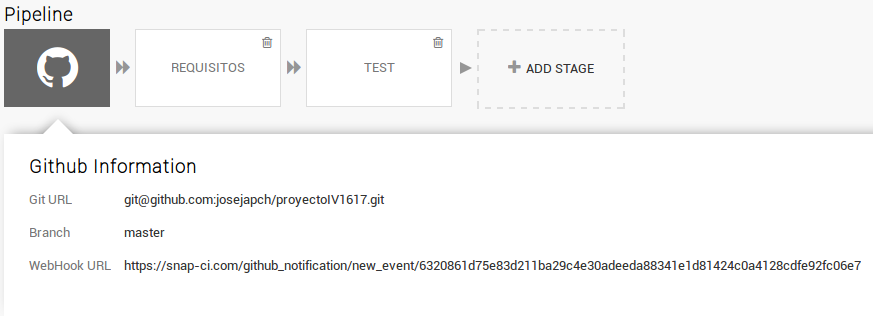 Pipeline
REQUISITOS
TEST
ADD STAGE
Github Information
Git URL git@github.com:josejapch/proyectoIV1617.git
Branch master
WebHook URL https://snap-ci.com/github_notification/new_event/6320861d75e83d211ba29c4e30adeeda88341e1d81424c0a4128cdfe92fc06e7